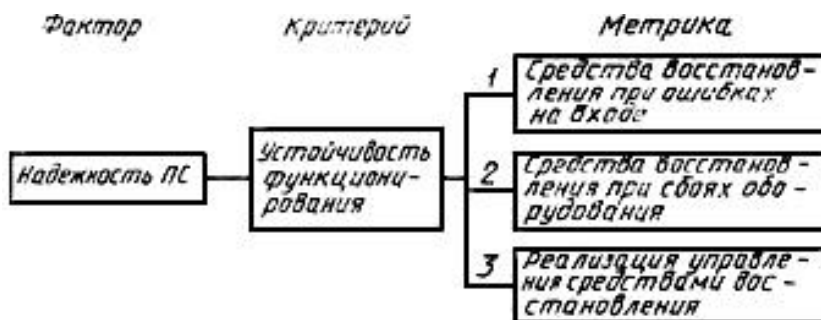 Фактор
Критерий
Метрика
1
Средства восстанов-
ления при ошибках
на входе
Надежность ПС
Устойчивость
функциони-
рования
2
Средства восстанов-
ления при сбоях обо-
рудования
3
Реализация управле-
ния средствами вос-
становления